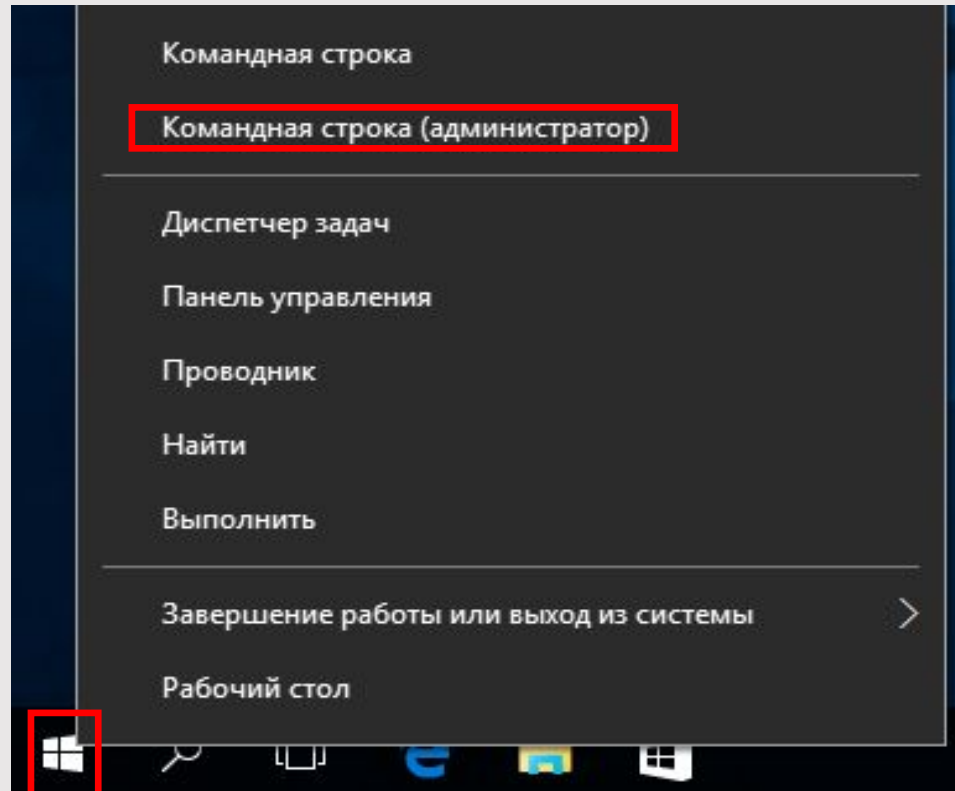 Командная строка
Командная строка (администратор)
Диспетчер задач
Панель управления
Проводник
Найти
Выполнить
Завершение работы или выход из системы
Рабочий стол